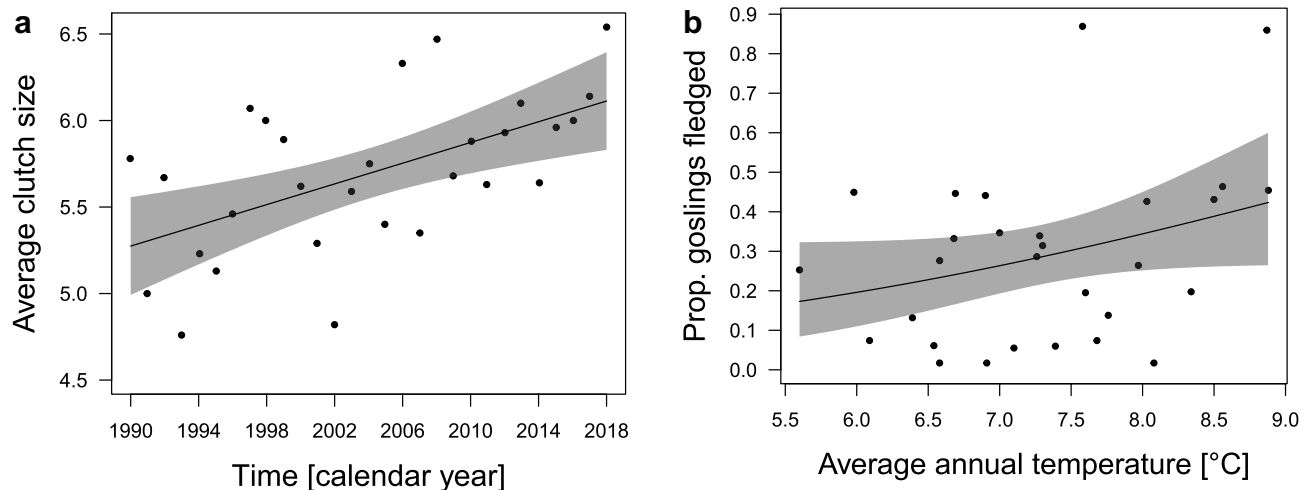 a
Average clutch size
6.5
6.0
5.5
5.0
4.5
1990 1994 1998 2002 2006 2010 2014 2018
Time [calendar year]
b
Prop. goslings fledged
0.9
0.8
0.7
0.6
0.5
0.4
0.3
0.2
0.1
0.0
5.5 6.0 6.5 7.0 7.5 8.0 8.5 9.0
Average annual temperature [°C]